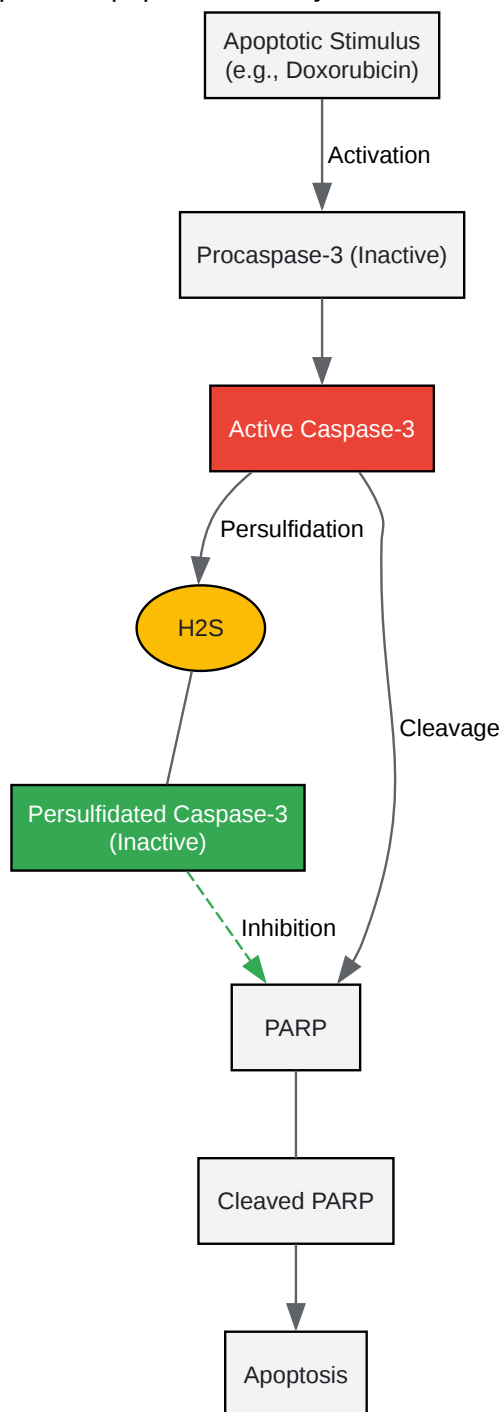 Apoptotic Stimulus
(e.g., Doxorubicin)
Activation
Procaspase-3 (Inactive)
Active Caspase-3
Persulfidation
H2S
Cleavage
Persulfidated Caspase-3
(Inactive)
Inhibition
PARP
Cleaved PARP
Apoptosis